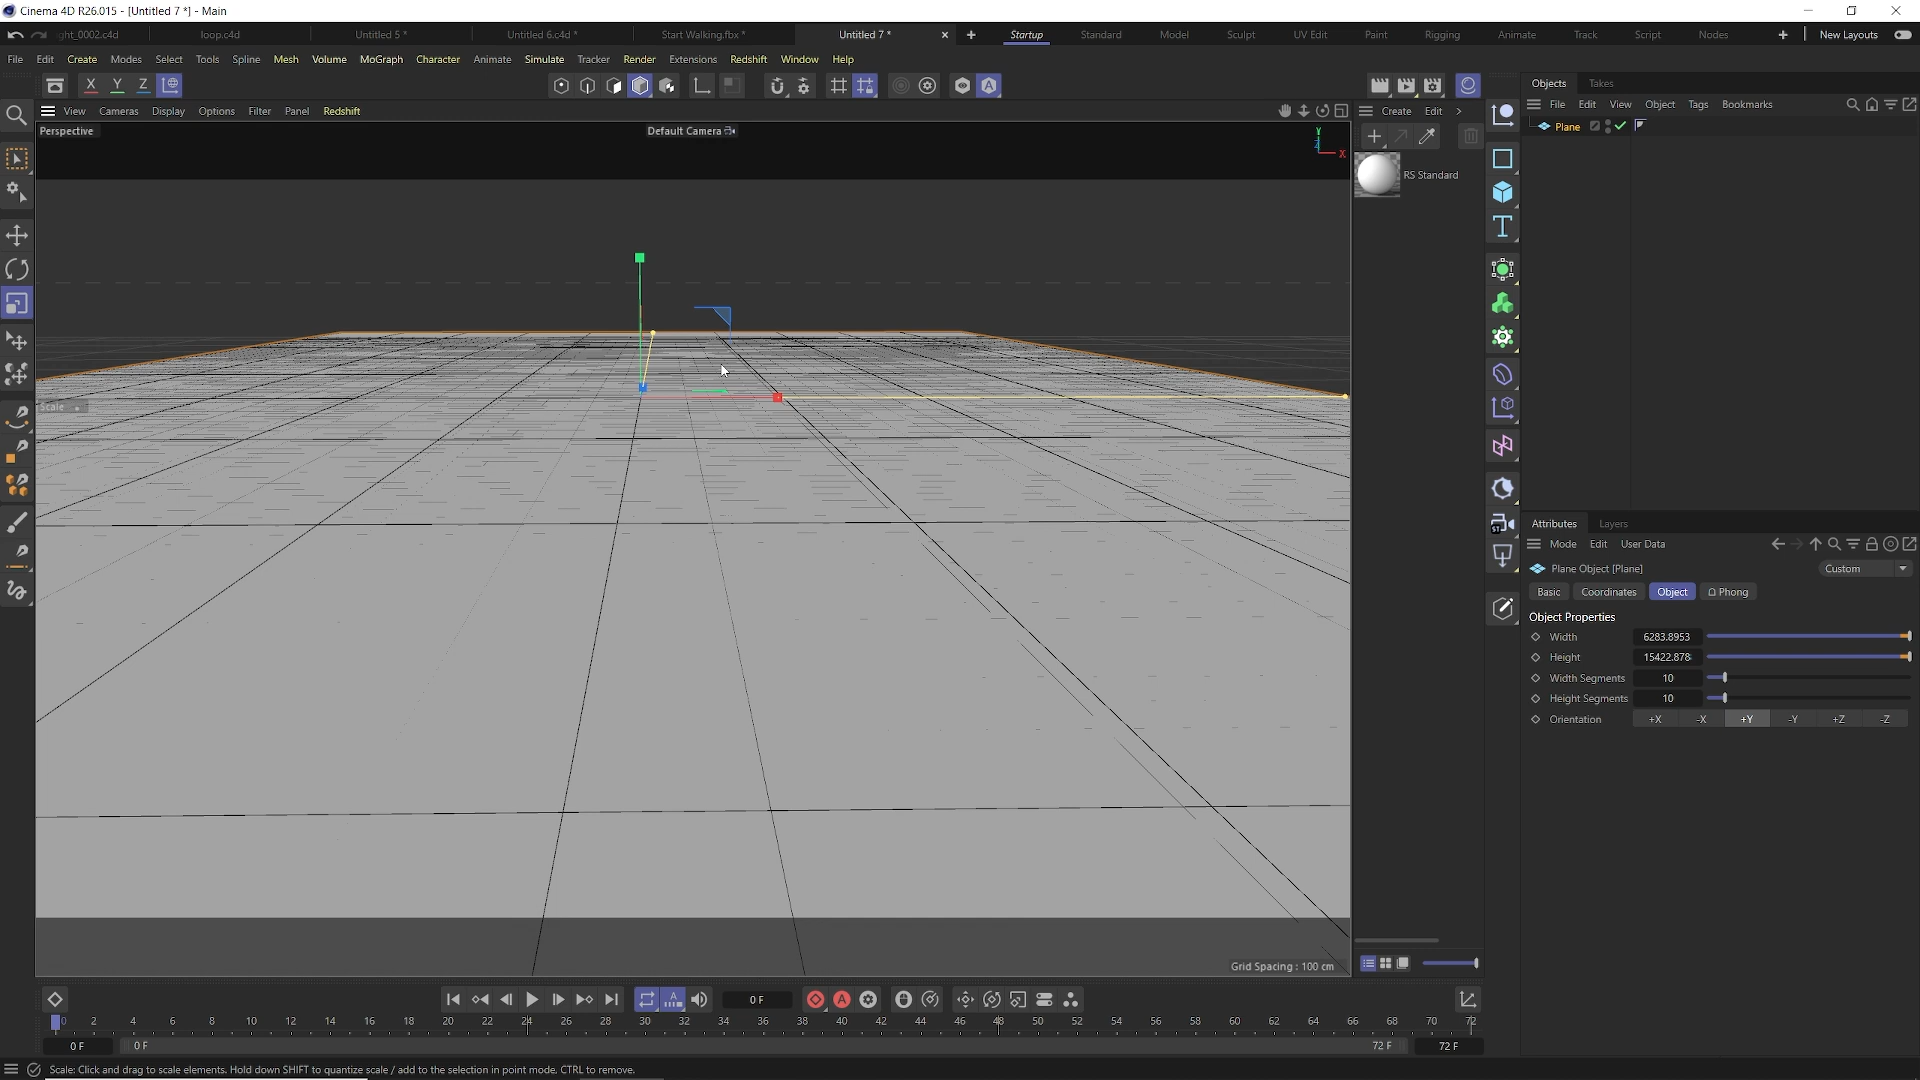 Cinema 4D R26.015 - [Untitled 7 *] - Main
ght_0002.c4d loop.c4d Untitled 5 * Untitled 6.c4d * Start Walking.fbx * Untitled 7 * Startup Standard Model Sculpt UV Edit Paint Rigging Animate Track Script Nodes New Layouts
File Edit Create Modes Select Tools Spline Mesh Volume MoGraph Character Animate Simulate Tracker Render Extensions Redshift Window Help
X Y Z
Objects Takes
View Cameras Display Options Filter Panel Redshift
Create Edit
File Edit View Object Tags Bookmarks
Perspective
Default Camera
Y
Z
X
Plane
RS Standard
Scale
Attributes Layers
Mode Edit User Data
Plane Object [Plane]
Custom
Basic Coordinates Object Phong
Object Properties
Width 6283.8953
Height 15422.878
Width Segments 10
Height Segments 10
Orientation +X -X +Y -Y +Z -Z
Grid Spacing : 100 cm
0 F
0 2 4 6 8 10 12 14 16 18 20 22 24 26 28 30 32 34 36 38 40 42 44 46 48 50 52 54 56 58 60 62 64 66 68 70 72
0 F 0 F 72 F 72 F
Scale: Click and drag to scale elements. Hold down SHIFT to quantize scale / add to the selection in point mode. CTRL to remove.